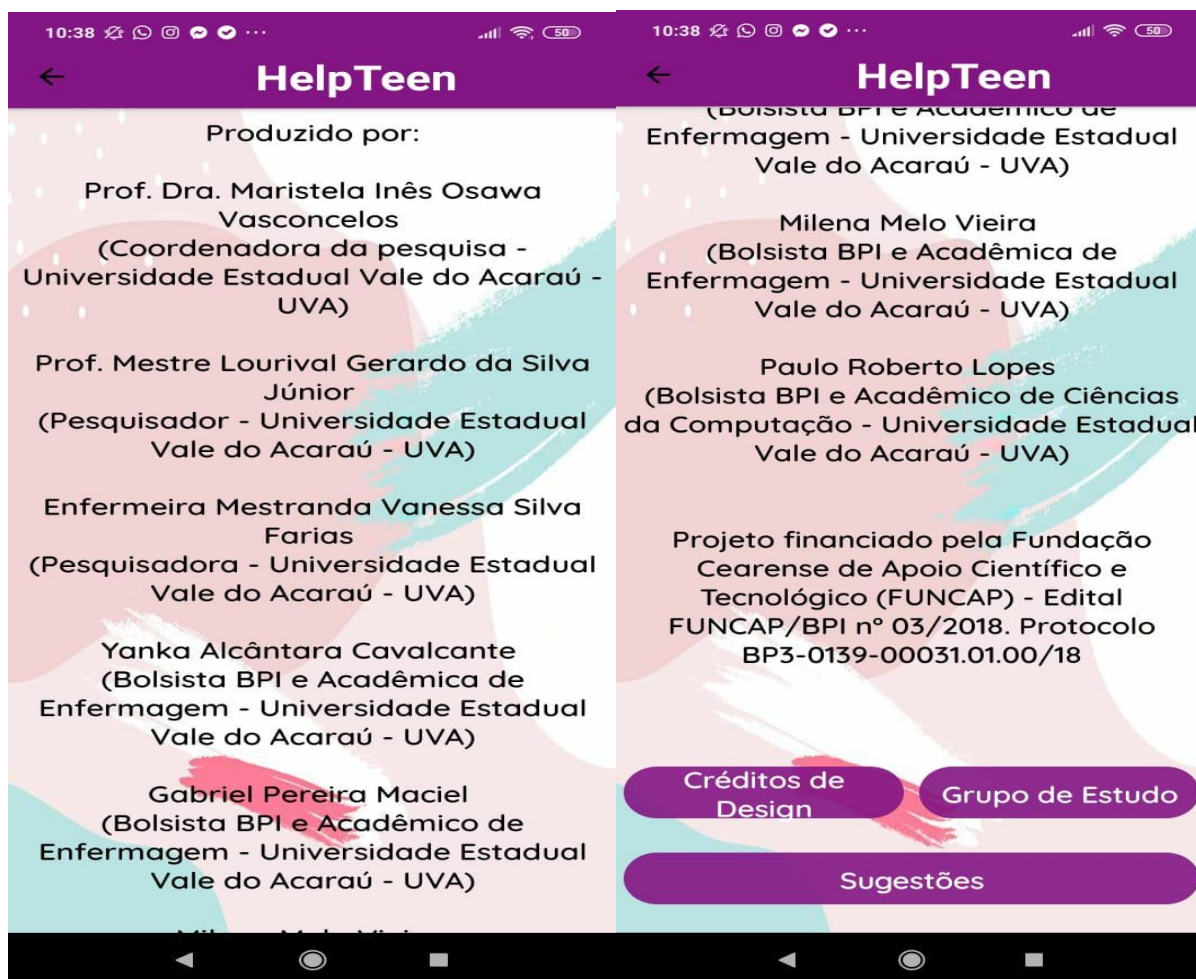 10:38
50
HelpTeen
Produzido por:
Prof. Dra. Maristela Inês Osawa
Vasconcelos
(Coordenadora da pesquisa -
Universidade Estadual Vale do Acaraú -
UVA)
Prof. Mestre Lourival Gerardo da Silva
Júnior
(Pesquisador - Universidade Estadual
Vale do Acaraú - UVA)
Enfermeira Mestranda Vanessa Silva
Farias
(Pesquisadora - Universidade Estadual
Vale do Acaraú - UVA)
Yanka Alcântara Cavalcante
(Bolsista BPI e Acadêmica de
Enfermagem - Universidade Estadual
Vale do Acaraú - UVA)
Gabriel Pereira Maciel
(Bolsista BPI e Acadêmico de
Enfermagem - Universidade Estadual
Vale do Acaraú - UVA)
10:38
50
HelpTeen
(Bolsista BPI e Acadêmico de
Enfermagem - Universidade Estadual
Vale do Acaraú - UVA)
Milena Melo Vieira
(Bolsista BPI e Acadêmica de
Enfermagem - Universidade Estadual
Vale do Acaraú - UVA)
Paulo Roberto Lopes
(Bolsista BPI e Acadêmico de Ciências
da Computação - Universidade Estadual
Vale do Acaraú - UVA)
Projeto financiado pela Fundação
Cearense de Apoio Científico e
Tecnológico (FUNCAP) - Edital
FUNCAP/BPI nº 03/2018. Protocolo
BP3-0139-00031.01.00/18
Créditos de
Design
Grupo de Estudo
Sugestões